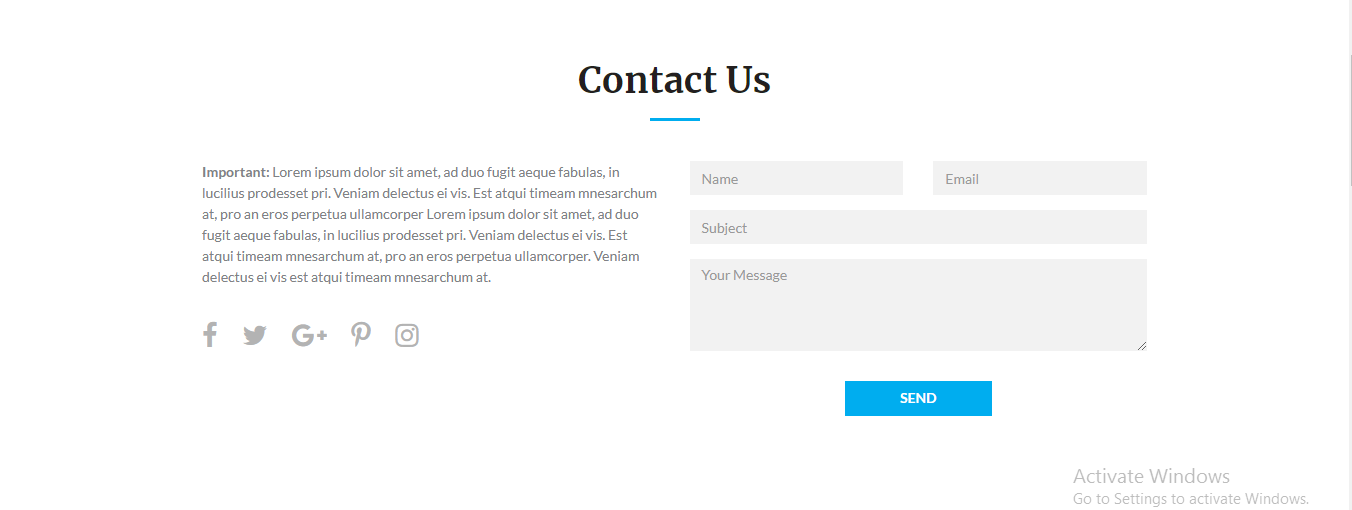 Contact Us
Important: Lorem ipsum dolor sit amet, ad duo fugit aeque fabulas, in
lucilius prodesset pri. Veniam delectus ei vis. Est atqui timeam mnesarchum
at, pro an eros perpetua ullamcorper Lorem ipsum dolor sit amet, ad duo
fugit aeque fabulas, in lucilius prodesset pri. Veniam delectus ei vis. Est
atqui timeam mnesarchum at, pro an eros perpetua ullamcorper. Veniam
delectus ei vis est atqui timeam mnesarchum at.
Name
Email
Subject
Your Message
SEND
Activate Windows
Go to Settings to activate Windows.